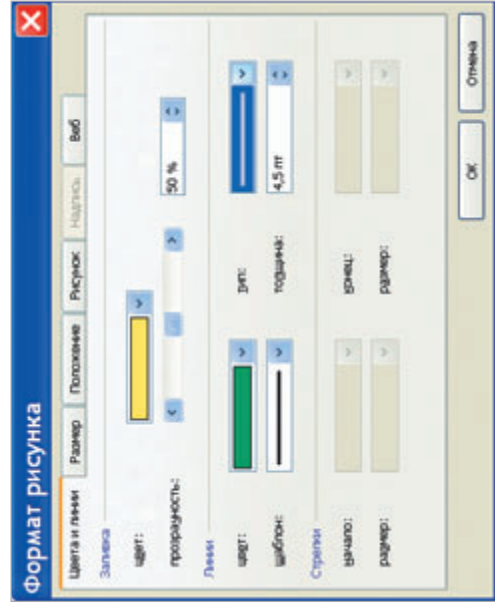 Формат рисунка
Цвета и линии Размер Положение Рисунок Надпись Веб
Заливка
цвет:
прозрачность: 50 %
Линии
цвет: тип:
шаблон: толщина: 4,5 пт
Стрелки
начало: конец:
размер: размер:
ОК Отмена